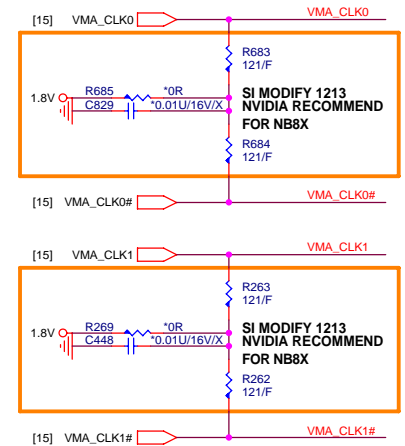 [15] VMA_CLK0 VMA_CLK0
R683
121/F
R685 *0R
1.8V
C829 *0.01U/16V/X
SI MODIFY 1213
NVIDIA RECOMMEND
FOR NB8X
R684
121/F
[15] VMA_CLK0# VMA_CLK0#
[15] VMA_CLK1 VMA_CLK1
R263
121/F
R269 *0R
1.8V
C448 *0.01U/16V/X
SI MODIFY 1213
NVIDIA RECOMMEND
FOR NB8X
R262
121/F
[15] VMA_CLK1# VMA_CLK1#